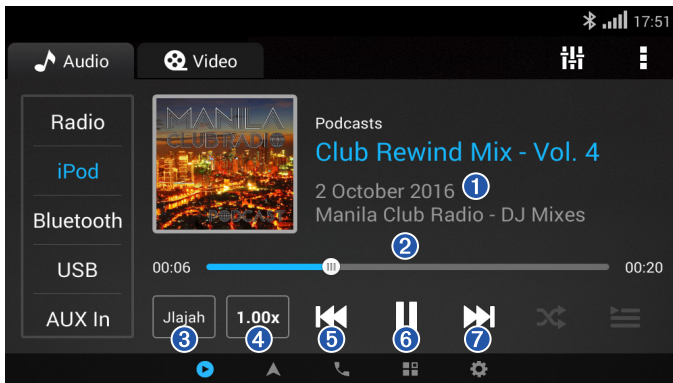 17:51
Audio
Video
Radio
iPod
Bluetooth
USB
AUX In
MANILA
CLUB RADIO
PODCAST
Podcasts
Club Rewind Mix - Vol. 4
2 October 2016 1
Manila Club Radio - DJ Mixes
2
00:06
00:20
Jlajah
1.00x
3
4
5
6
7